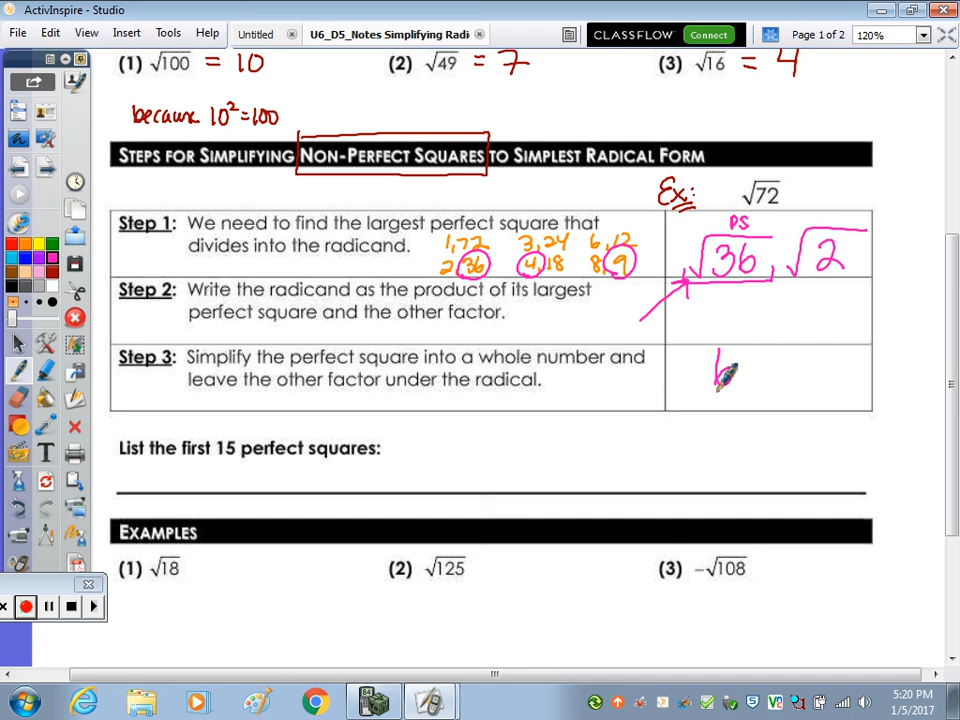 ActivInspire - Studio
File Edit View Insert Tools Help Untitled U6_D5_Notes Simplifying Radi CLASSFLOW Connect Page 1 of 2 120%
(1) √100 = 10 (2) √49 = 7 (3) √16 = 4
because 10²=100
STEPS FOR SIMPLIFYING NON-PERFECT SQUARES TO SIMPLEST RADICAL FORM
Ex: √72
Step 1: We need to find the largest perfect square that
divides into the radicand.
1,72 3,24 6,12
2 36 4,18 8,9
PS
√36 √2
Step 2: Write the radicand as the product of its largest
perfect square and the other factor.
Step 3: Simplify the perfect square into a whole number and
leave the other factor under the radical.
6
List the first 15 perfect squares:
EXAMPLES
(1) √18 (2) √125 (3) –√108
5:20 PM
1/5/2017